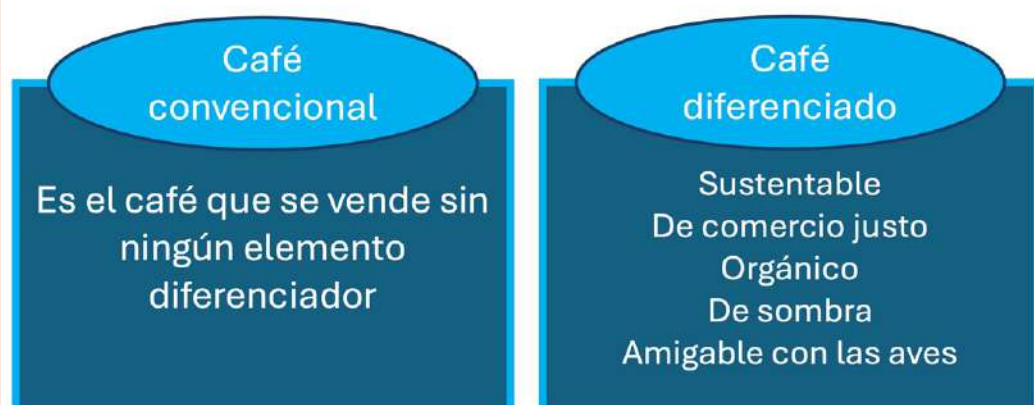 Café
convencional
Es el café que se vende sin
ningún elemento
diferenciador
Café
diferenciado
Sustentable
De comercio justo
Orgánico
De sombra
Amigable con las aves